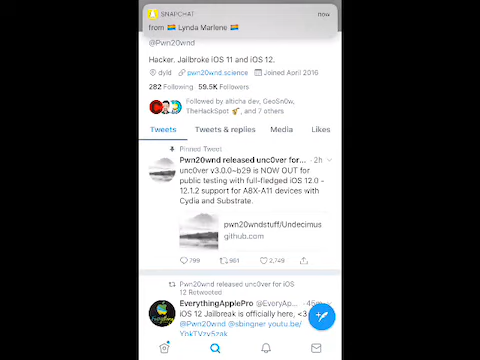 SNAPCHAT now
from 🏳️‍🌈 Lynda Marlene 🏳️‍🌈
@Pwn20wnd
Hacker. Jailbroke iOS 11 and iOS 12.
dyld pwn20wnd.science Joined April 2016
282 Following 59.5K Followers
Followed by alticha dev, GeoSn0w,
TheHackSpot, and 7 others
Tweets Tweets & replies Media Likes
Pinned Tweet
Pwn20wnd released unc0ver for... · 2h
unc0ver v3.0.0~b29 is NOW OUT for
public testing with full-fledged iOS 12.0 -
12.1.2 support for A8X-A11 devices with
Cydia and Substrate.
pwn20wndstuff/Undecimus
github.com
799 961 2,749
Pwn20wnd released unc0ver for iOS
12 Retweeted
EverythingApplePro @EveryAp... · 46m
iOS 12 Jailbreak is officially here, <3
@Pwn20wnd @sbingner youtu.be/
YbkTVzv5zak